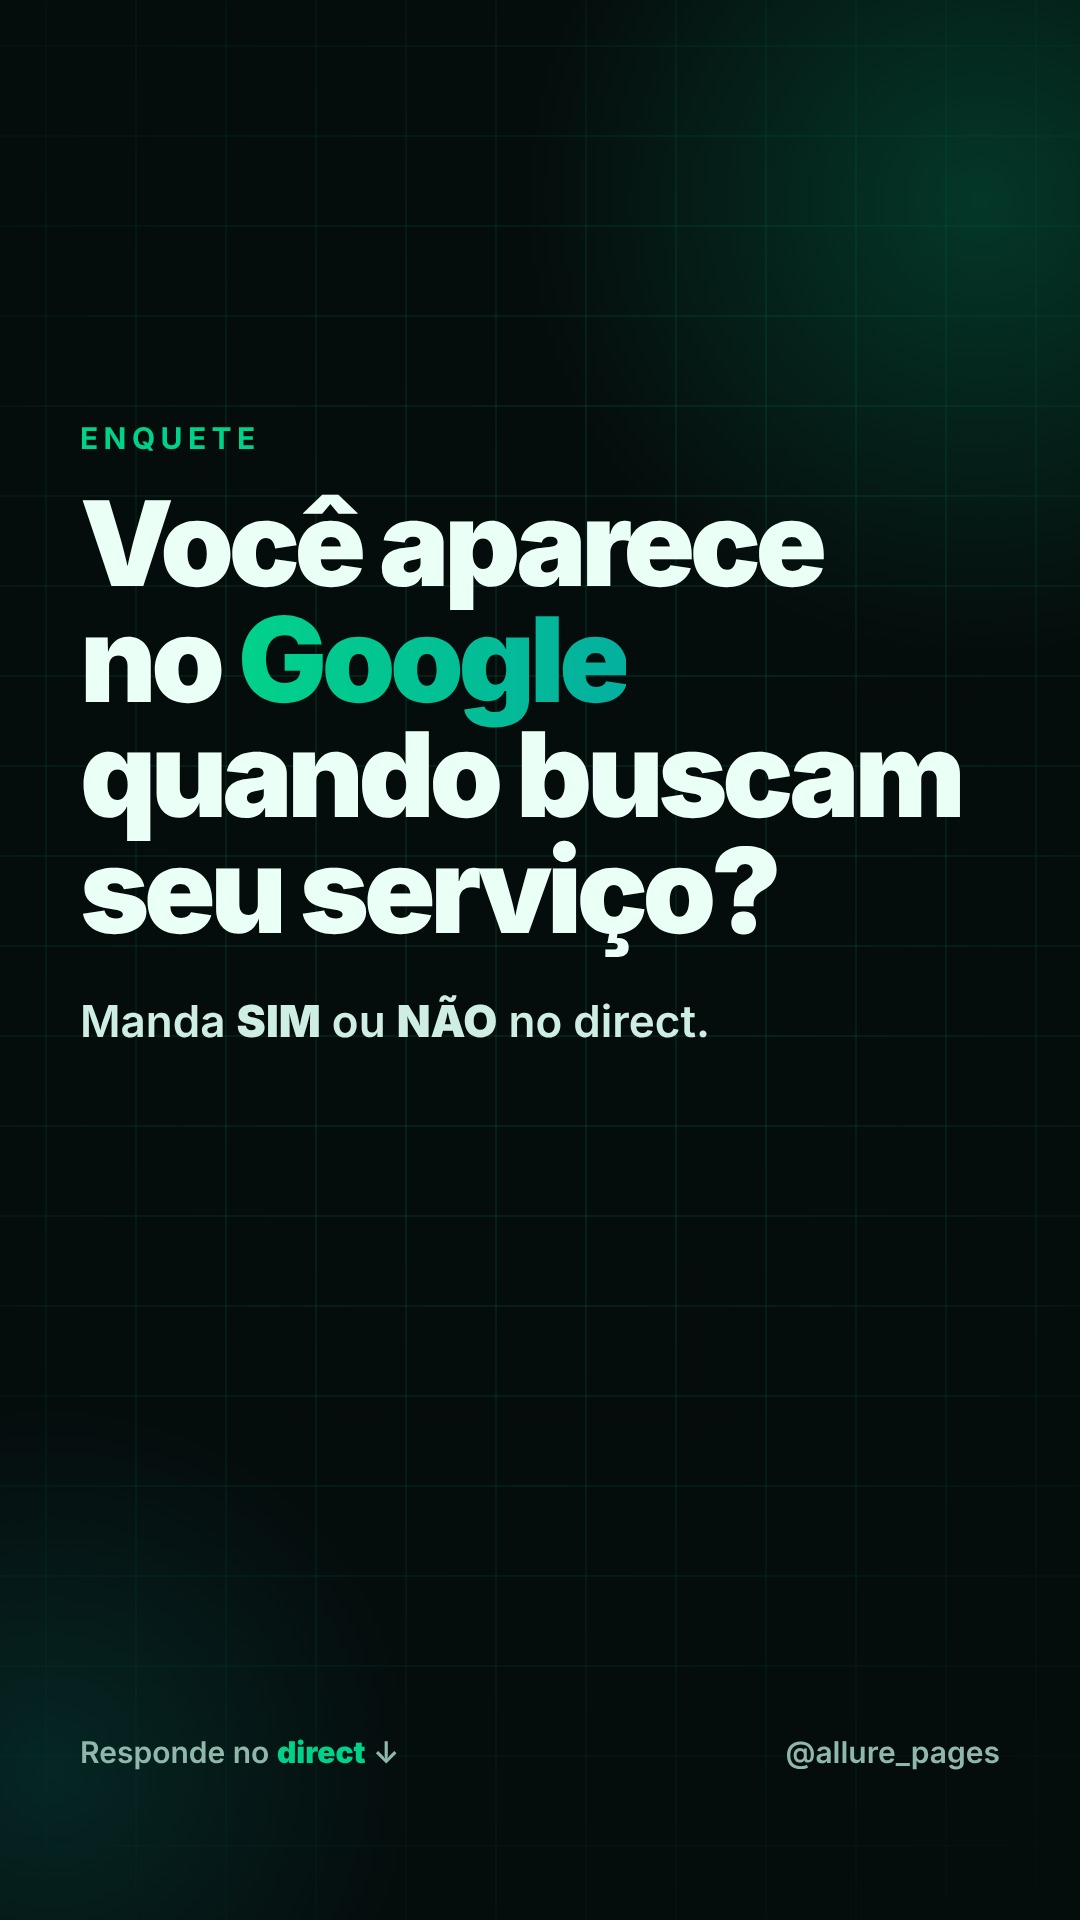 ENQUETE
Você aparece
no Google
quando buscam
seu serviço?
Manda SIM ou NÃO no direct.
Responde no direct ↓
@allure_pages